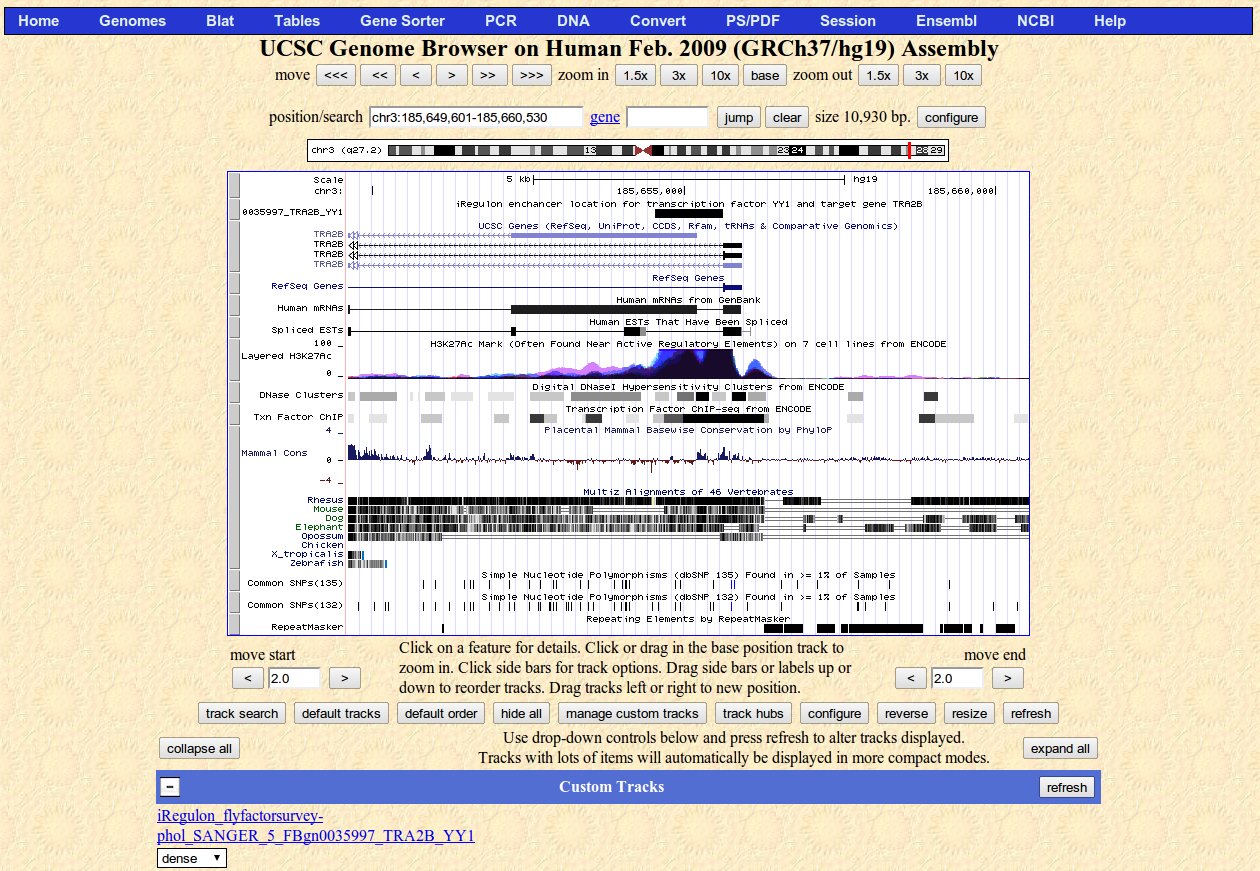 Home Genomes Blat Tables Gene Sorter PCR DNA Convert PS/PDF Session Ensembl NCBI Help
UCSC Genome Browser on Human Feb. 2009 (GRCh37/hg19) Assembly
move <<< << < > >> >>> zoom in 1.5x 3x 10x base zoom out 1.5x 3x 10x
position/search chr3:185,649,601-185,660,530 gene jump clear size 10,930 bp. configure
chr3 (q27.2) 13 23 24 28 29
Scale 5 kb hg19
chr3: 185,655,000 185,660,000
iRegulon enchancer location for transcription factor YY1 and target gene TRA2B
0035997_TRA2B_YY1
UCSC Genes (RefSeq, UniProt, CCDS, Rfam, tRNAs & Comparative Genomics)
TRA2B
TRA2B
TRA2B
TRA2B
RefSeq Genes
RefSeq Genes
Human mRNAs from GenBank
Human mRNAs
Human ESTs That Have Been Spliced
Spliced ESTs
100 _ H3K27Ac Mark (Often Found Near Active Regulatory Elements) on 7 cell lines from ENCODE
Layered H3K27Ac
0 _
Digital DNaseI Hypersensitivity Clusters from ENCODE
DNase Clusters
Transcription Factor ChIP-seq from ENCODE
Txn Factor ChIP
4 _ Placental Mammal Basewise Conservation by PhyloP
Mammal Cons
0 _
-4 _
Multiz Alignments of 46 Vertebrates
Rhesus
Mouse
Dog
Elephant
Opossum
Chicken
X_tropicalis
Zebrafish
Simple Nucleotide Polymorphisms (dbSNP 135) Found in >= 1% of Samples
Common SNPs(135)
Simple Nucleotide Polymorphisms (dbSNP 132) Found in >= 1% of Samples
Common SNPs(132)
Repeating Elements by RepeatMasker
RepeatMasker
move start
< 2.0 >
Click on a feature for details. Click or drag in the base position track to
zoom in. Click side bars for track options. Drag side bars or labels up or
down to reorder tracks. Drag tracks left or right to new position.
move end
< 2.0 >
track search default tracks default order hide all manage custom tracks track hubs configure reverse resize refresh
collapse all
Use drop-down controls below and press refresh to alter tracks displayed.
Tracks with lots of items will automatically be displayed in more compact modes.
expand all
- Custom Tracks refresh
iRegulon_flyfactorsurvey-
phol_SANGER_5_FBgn0035997_TRA2B_YY1
dense